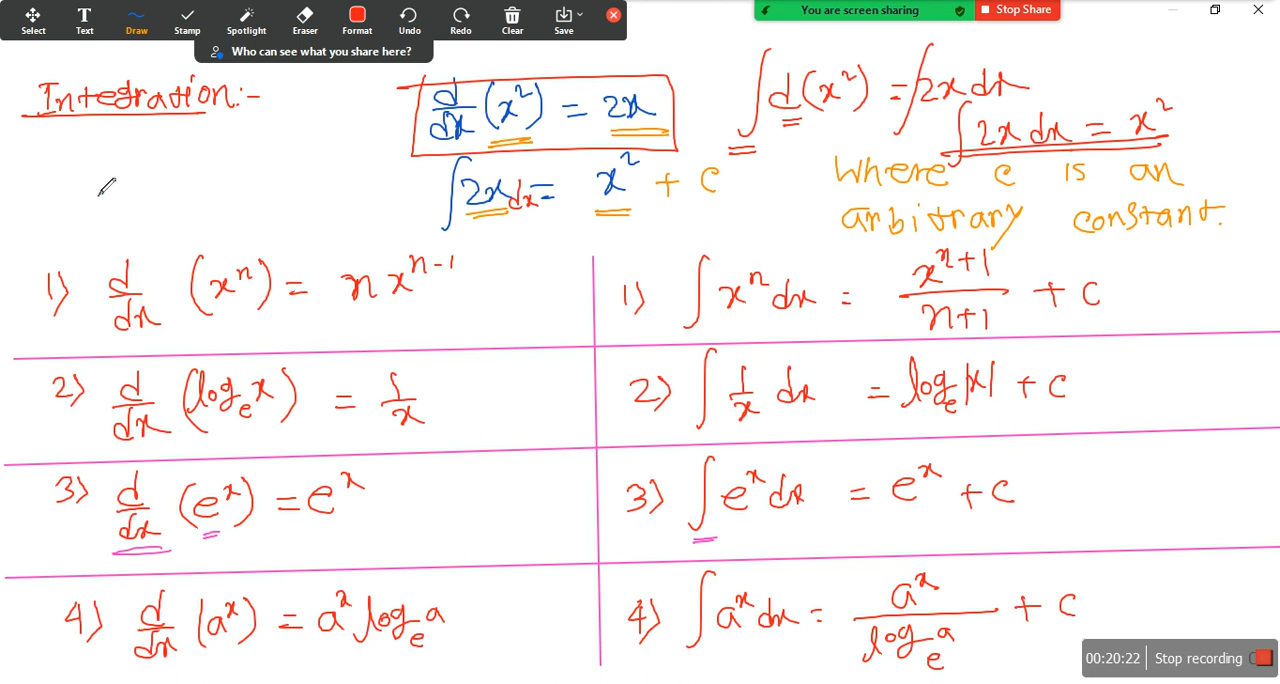 Select Text Draw Stamp Spotlight Eraser Format Undo Redo Clear Save
You are screen sharing Stop Share
Who can see what you share here?
Integration:-
d/dx (x²) = 2x
∫d(x²) = ∫2x dx
∫2x dx = x²
∫2x dx = x² + c
Where c is an
arbitrary constant.
1) d/dx (xⁿ) = n xⁿ⁻¹
1) ∫ xⁿ dx = xⁿ⁺¹/n+1 + c
2) d/dx (logₑx) = 1/x
2) ∫ 1/x dx = logₑ|x| + c
3) d/dx (eˣ) = eˣ
3) ∫ eˣ dx = eˣ + c
4) d/dx (aˣ) = aˣ logₑa
4) ∫ aˣ dx = aˣ/logₑa + c
00:20:22 Stop recording